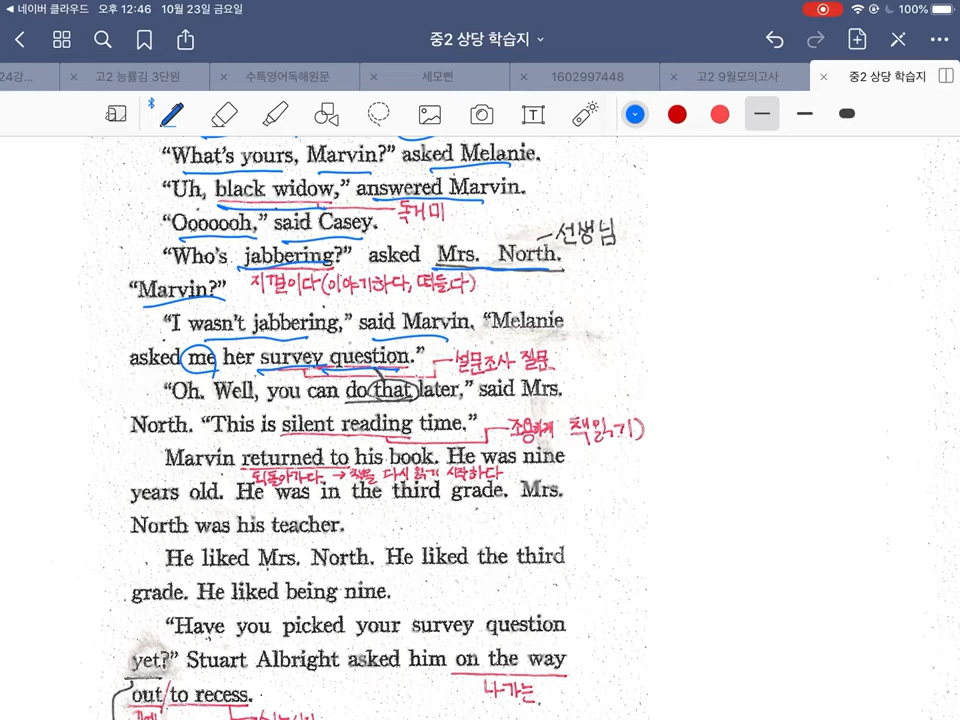 ◀ 네이버 클라우드 오후 12:46 10월 23일 금요일 100%
중2 상당 학습지
24강... × 고2 능률김 3단원 × 수특영어독해원문 × 세모삔 × 1602997448 × 고2 9월모의고사 × 중2 상당 학습지
“What's yours, Marvin?” asked Melanie.
“Uh, black widow,” answered Marvin.
독거미
“Ooooooh,” said Casey.
선생님
“Who's jabbering?” asked Mrs. North.
“Marvin?” 지껄이다(이야기하다, 떠들다)
“I wasn't jabbering,” said Marvin. “Melanie
asked me her survey question.”
설문조사 질문
“Oh. Well, you can do that later,” said Mrs.
North. “This is silent reading time.”
조용하게 책읽기)
Marvin returned to his book. He was nine
되돌아가다. → 책을 다시 읽기 시작하다
years old. He was in the third grade. Mrs.
North was his teacher.
He liked Mrs. North. He liked the third
grade. He liked being nine.
“Have you picked your survey question
yet?” Stuart Albright asked him on the way
나가는
out/to recess.